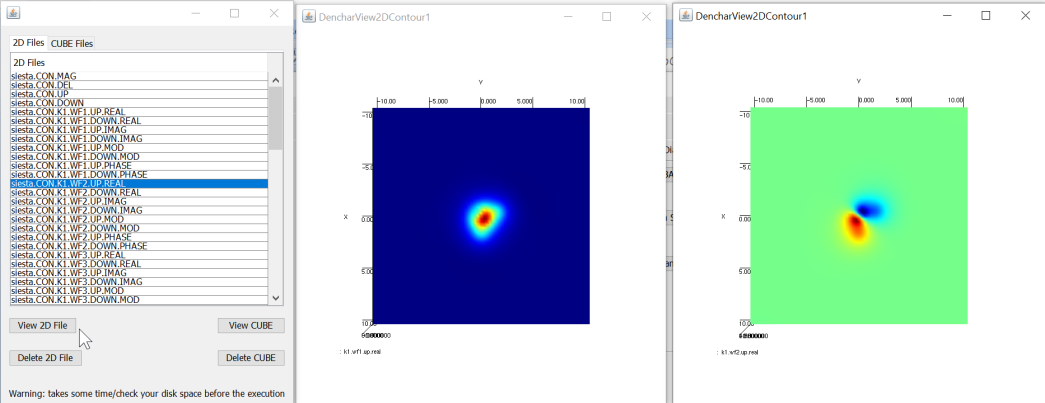 2D Files CUBE Files
2D Files
siesta.CON.MAG
siesta.CON.DEL
siesta.CON.UP
siesta.CON.DOWN
siesta.CON.K1.WF1.UP.REAL
siesta.CON.K1.WF1.DOWN.REAL
siesta.CON.K1.WF1.UP.IMAG
siesta.CON.K1.WF1.DOWN.IMAG
siesta.CON.K1.WF1.UP.MOD
siesta.CON.K1.WF1.DOWN.MOD
siesta.CON.K1.WF1.UP.PHASE
siesta.CON.K1.WF1.DOWN.PHASE
siesta.CON.K1.WF2.UP.REAL
siesta.CON.K1.WF2.DOWN.REAL
siesta.CON.K1.WF2.UP.IMAG
siesta.CON.K1.WF2.DOWN.IMAG
siesta.CON.K1.WF2.UP.MOD
siesta.CON.K1.WF2.DOWN.MOD
siesta.CON.K1.WF2.UP.PHASE
siesta.CON.K1.WF2.DOWN.PHASE
siesta.CON.K1.WF3.UP.REAL
siesta.CON.K1.WF3.DOWN.REAL
siesta.CON.K1.WF3.UP.IMAG
siesta.CON.K1.WF3.DOWN.IMAG
siesta.CON.K1.WF3.UP.MOD
siesta.CON.K1.WF3.DOWN.MOD
View 2D File View CUBE
Delete 2D File Delete CUBE
Warning: takes some time/check your disk space before the execution
DencharView2DContour1
Y
-10.00 -5.000 0.000 5.000 10.00
-10
-5.0
X 0.00
5.00
10.0
: k1.wf1.up.real
DencharView2DContour1
Y
-10.00 -5.000 0.000 5.000 10.00
-10
-5.0
X 0.00
5.00
10.0
: k1.wf2.up.real